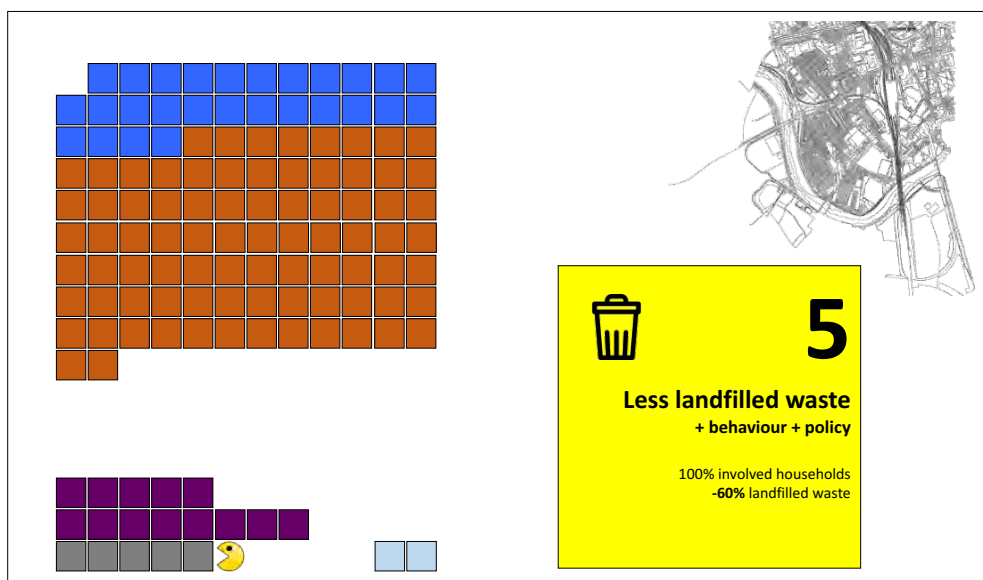 5
Less landfilled waste
+ behaviour + policy
100% involved households
-60% landfilled waste